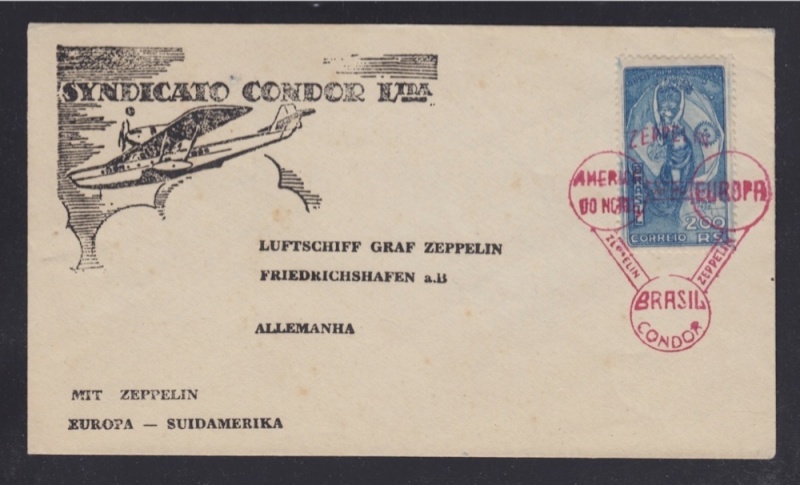 SYNDICATO CONDOR LTDA
ZEPPELIN
AMERICA
DO NORTE
EUROPA
200
CORREIO RS.
ZEPPELIN
ZEPPELIN
BRASIL
CONDOR
LUFTSCHIFF GRAF ZEPPELIN
FRIEDRICHSHAFEN a.B
ALLEMANHA
MIT ZEPPELIN
EUROPA — SUIDAMERIKA